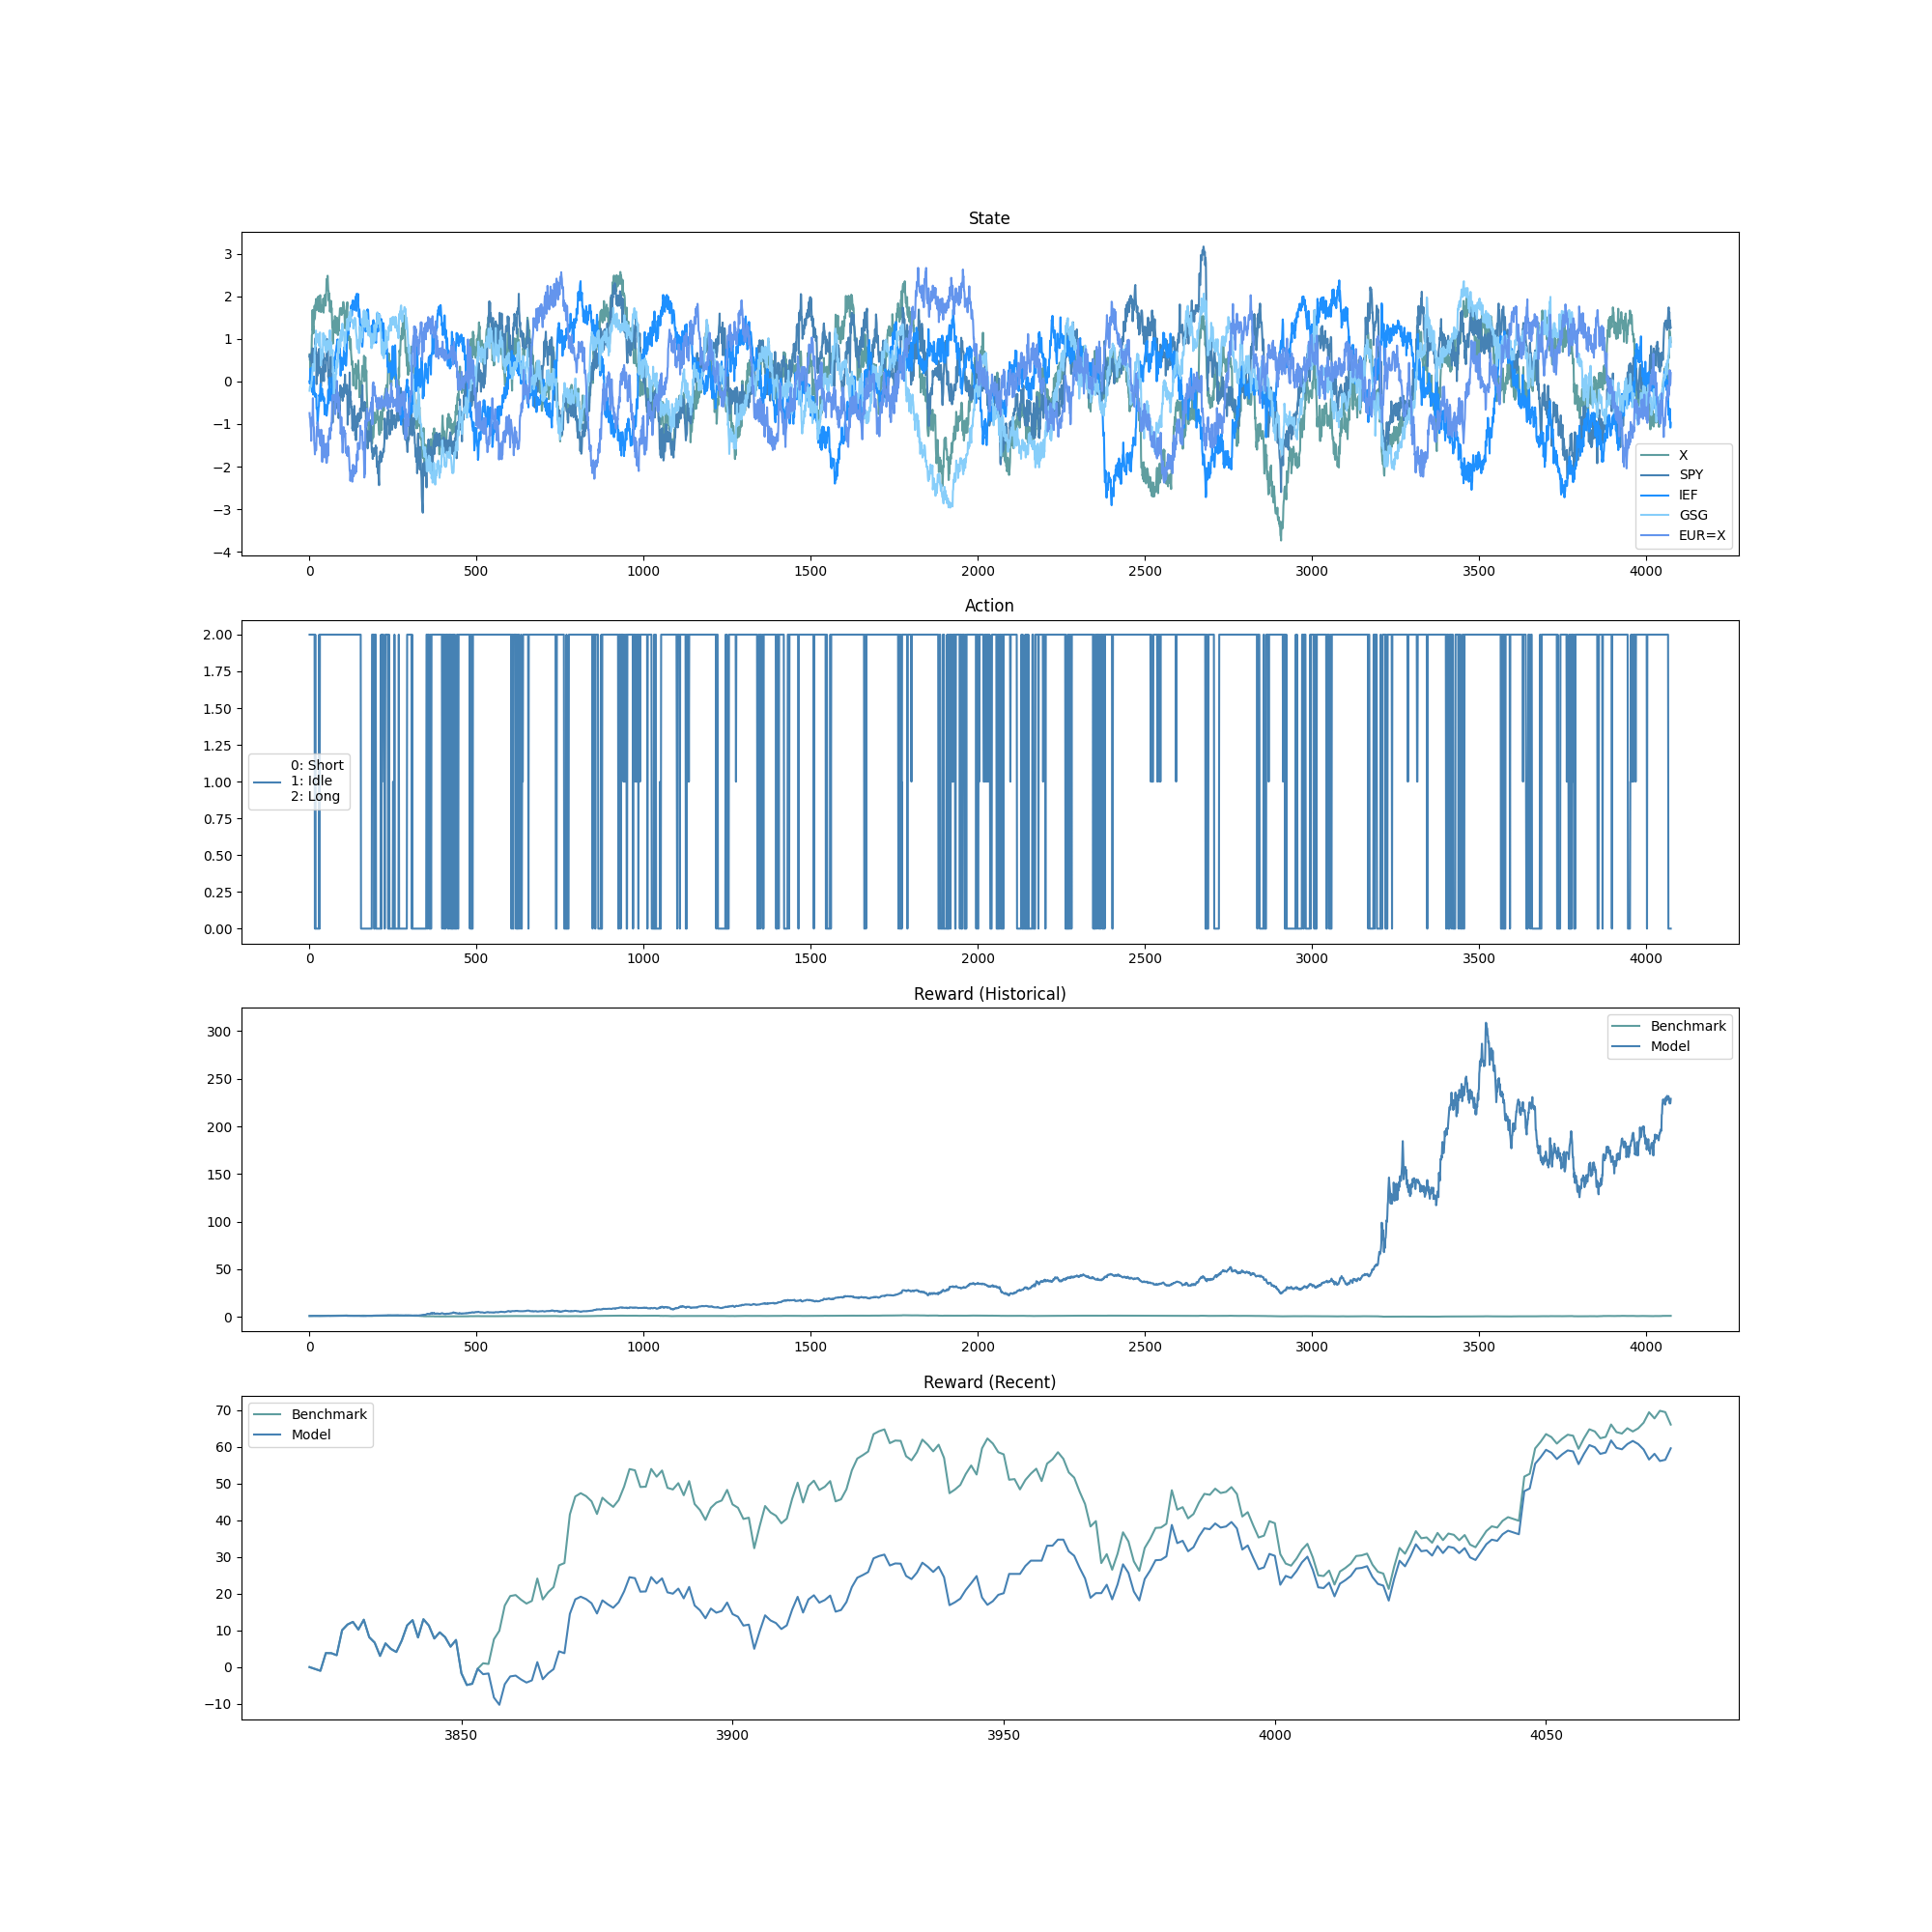 State
3
2
1
0
−1
−2
−3
−4
X
SPY
IEF
GSG
EUR=X
0 500 1000 1500 2000 2500 3000 3500 4000
Action
2.00
1.75
1.50
1.25
1.00
0.75
0.50
0.25
0.00
0: Short
1: Idle
2: Long
0 500 1000 1500 2000 2500 3000 3500 4000
Reward (Historical)
300
250
200
150
100
50
0
Benchmark
Model
0 500 1000 1500 2000 2500 3000 3500 4000
Reward (Recent)
70
60
50
40
30
20
10
0
−10
Benchmark
Model
3850 3900 3950 4000 4050